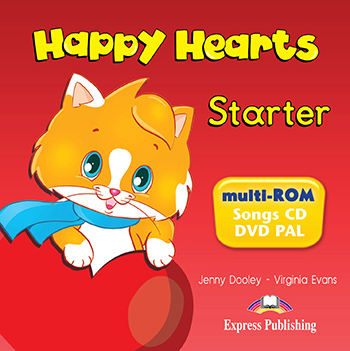 Happy Hearts
Starter
multi-ROM
Songs CD
DVD PAL
Jenny Dooley - Virginia Evans
Express Publishing